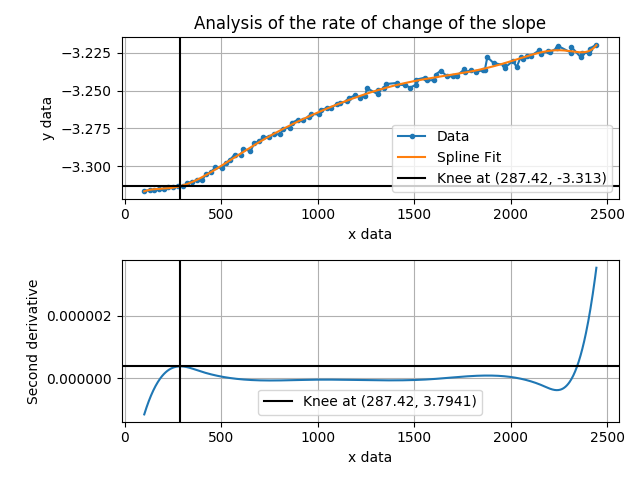 Analysis of the rate of change of the slope
−3.225
−3.250
−3.275
−3.300
y data
Data
Spline Fit
Knee at (287.42, -3.313)
0 500 1000 1500 2000 2500
x data
0.000002
0.000000
Second derivative
Knee at (287.42, 3.7941)
0 500 1000 1500 2000 2500
x data